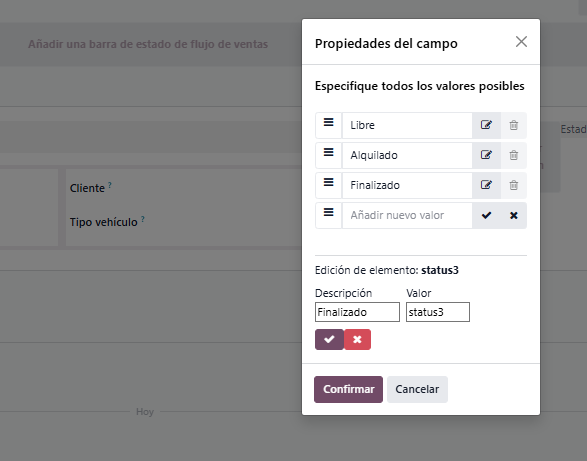 Añadir una barra de estado de flujo de ventas
Propiedades del campo
Especifique todos los valores posibles
Libre
Alquilado
Finalizado
Añadir nuevo valor
Estad
Cliente ?
Tipo vehículo ?
Edición de elemento: status3
Descripción Valor
Finalizado status3
Confirmar Cancelar
Hoy